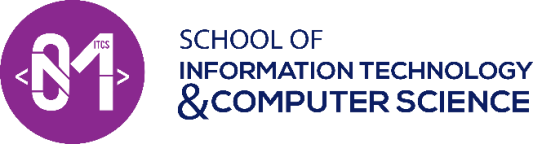 ITCS
SCHOOL OF
INFORMATION TECHNOLOGY
&COMPUTER SCIENCE